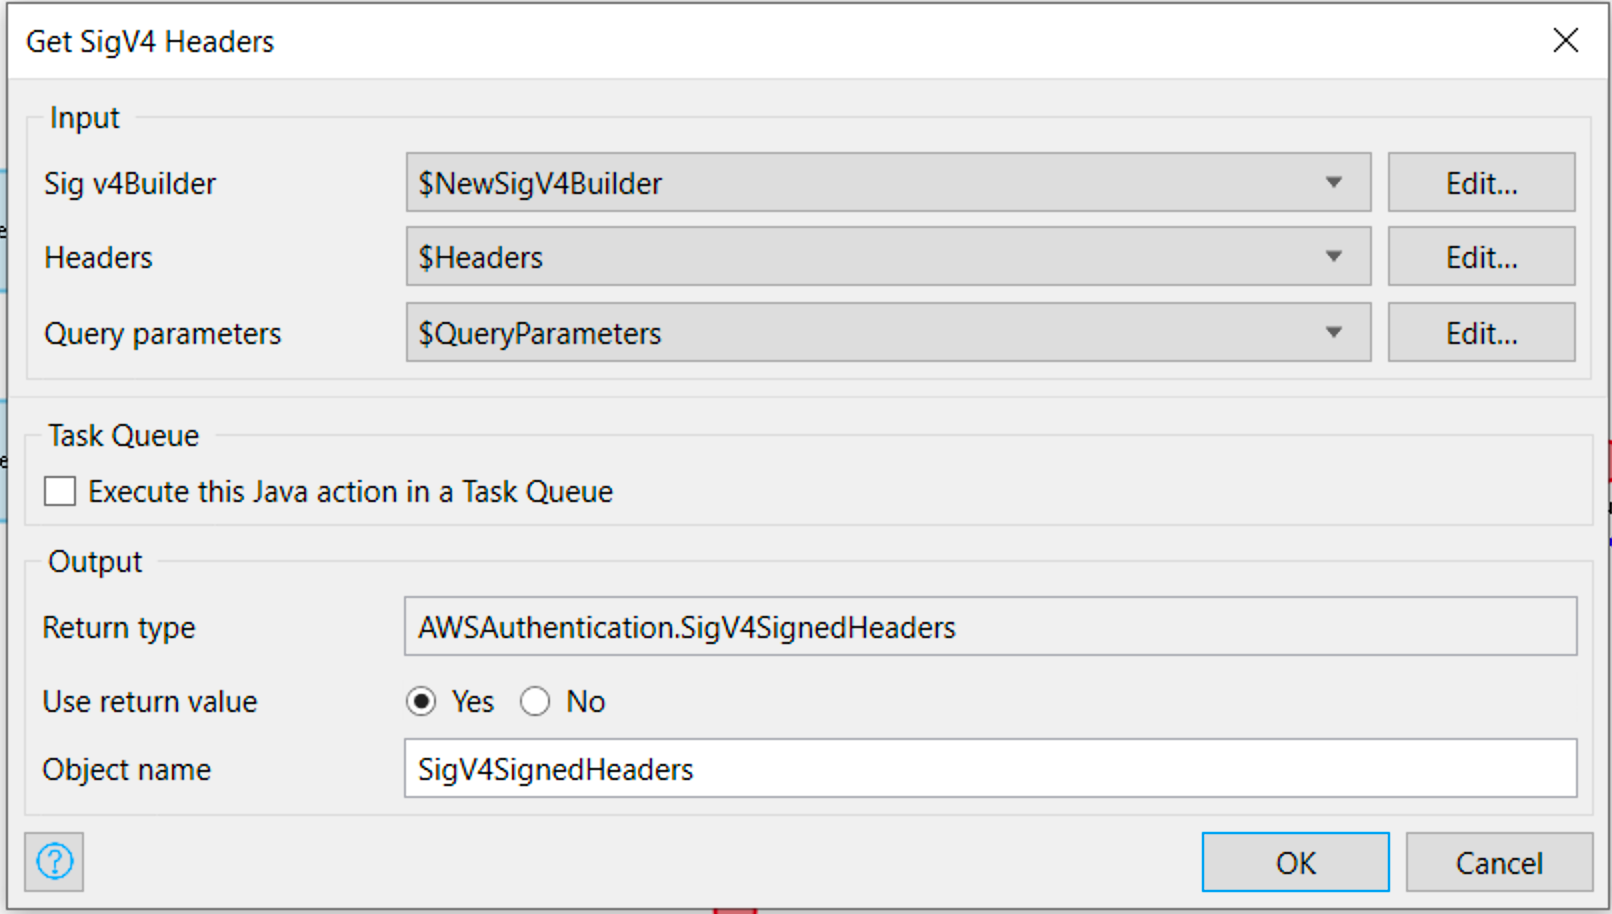 Get SigV4 Headers
Input
Sig v4Builder $NewSigV4Builder Edit...
Headers $Headers Edit...
Query parameters $QueryParameters Edit...
Task Queue
Execute this Java action in a Task Queue
Output
Return type AWSAuthentication.SigV4SignedHeaders
Use return value Yes No
Object name SigV4SignedHeaders
? OK Cancel